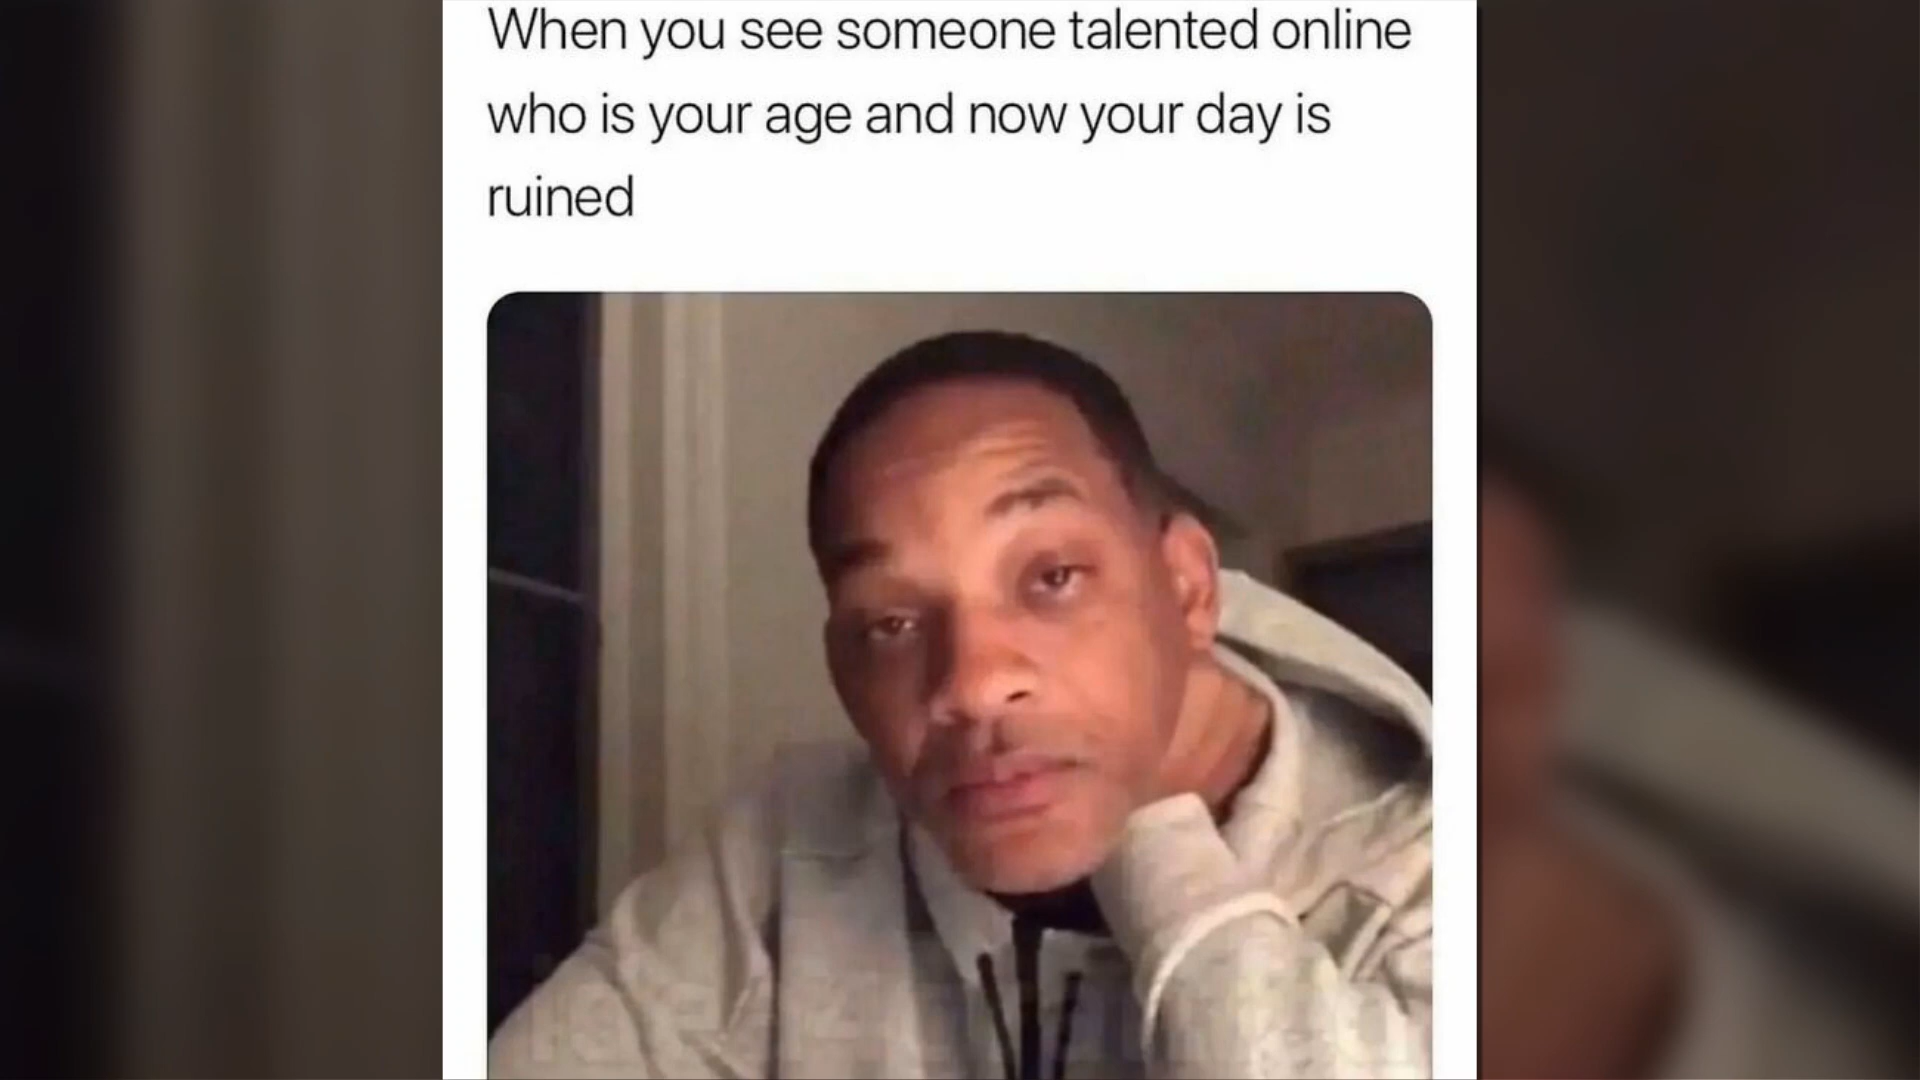 When you see someone talented online
who is your age and now your day is
ruined